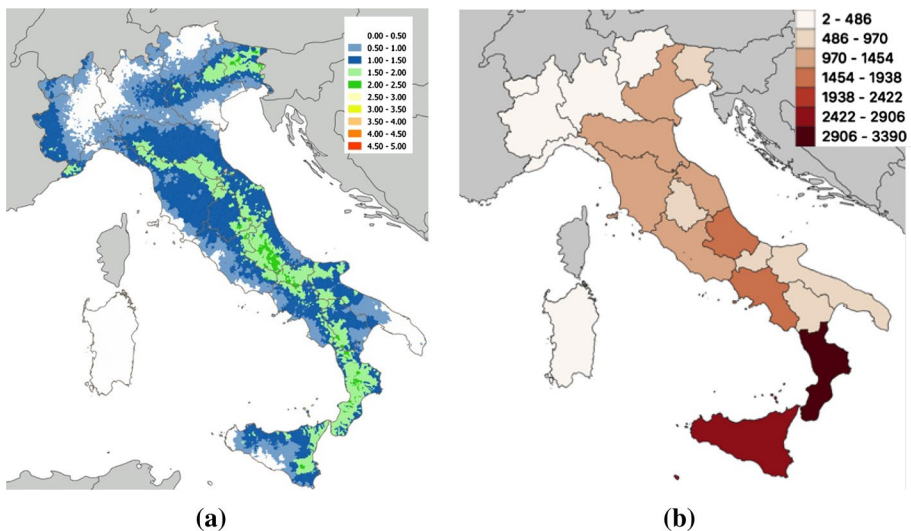 0.00 - 0.50
0.50 - 1.00
1.00 - 1.50
1.50 - 2.00
2.00 - 2.50
2.50 - 3.00
3.00 - 3.50
3.50 - 4.00
4.00 - 4.50
4.50 - 5.00
2 - 486
486 - 970
970 - 1454
1454 - 1938
1938 - 2422
2422 - 2906
2906 - 3390
(a)
(b)